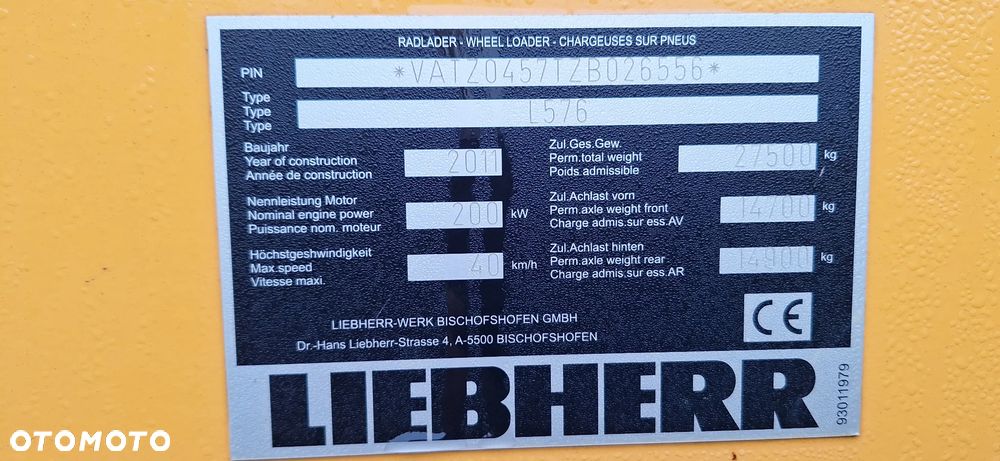 RADLADER - WHEEL LOADER - CHARGEUSES SUR PNEUS
PIN *VATZ0457TZB026556*
Type
Type L576
Type
Baujahr
Year of construction 2011
Année de construction
Nennleistung Motor
Nominal engine power 200 kW
Puissance nom. moteur
Höchstgeshwindigkeit
Max.speed 40 km/h
Vitesse maxi.
Zul.Ges.Gew.
Perm.total weight 27500 kg
Poids.admissible
Zul.Achlast vorn
Perm.axle weight front 14700 kg
Charge admis.sur ess.AV
Zul.Achlast hinten
Perm.axle weight rear 14900 kg
Charge admis.sur ess.AR
CE
LIEBHERR-WERK BISCHOFSHOFEN GMBH
Dr.-Hans Liebherr-Strasse 4, A-5500 BISCHOFSHOFEN
LIEBHERR
93011979
OTOMOTO